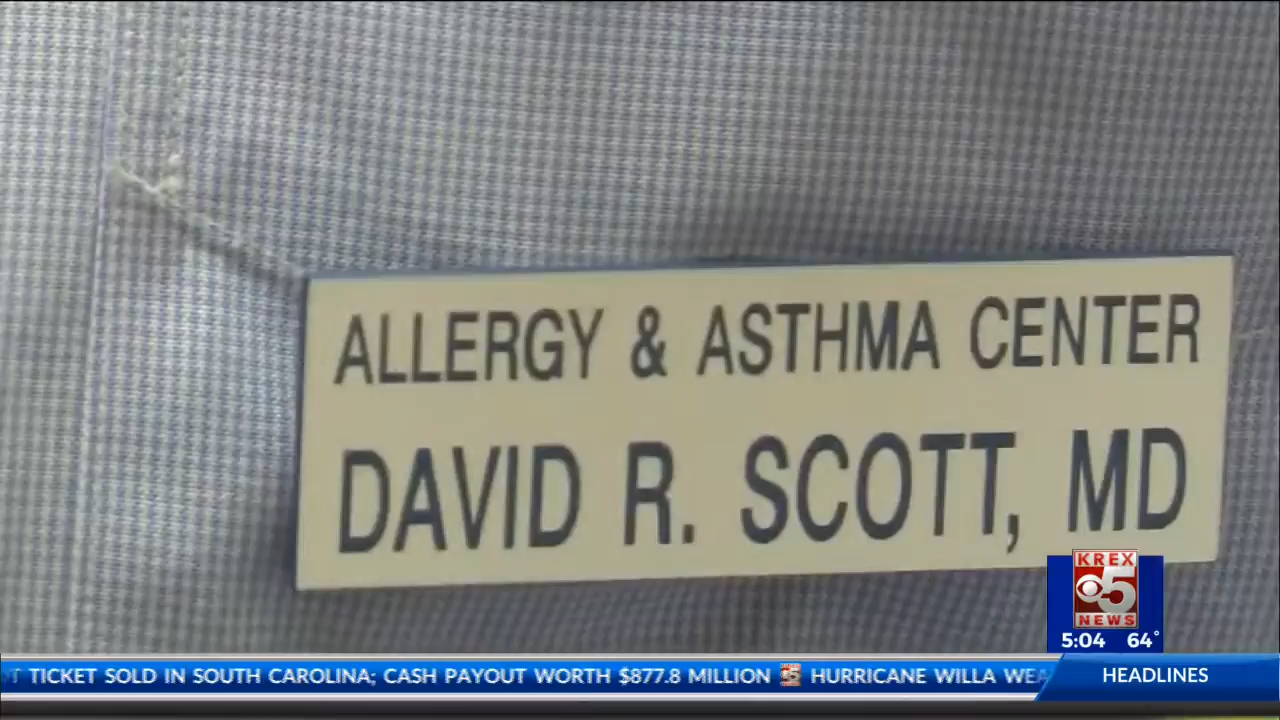 ALLERGY & ASTHMA CENTER
DAVID R. SCOTT, MD
KREX
5
NEWS
5:04 64°
TICKET SOLD IN SOUTH CAROLINA; CASH PAYOUT WORTH $877.8 MILLION HURRICANE WILLA WEA
HEADLINES